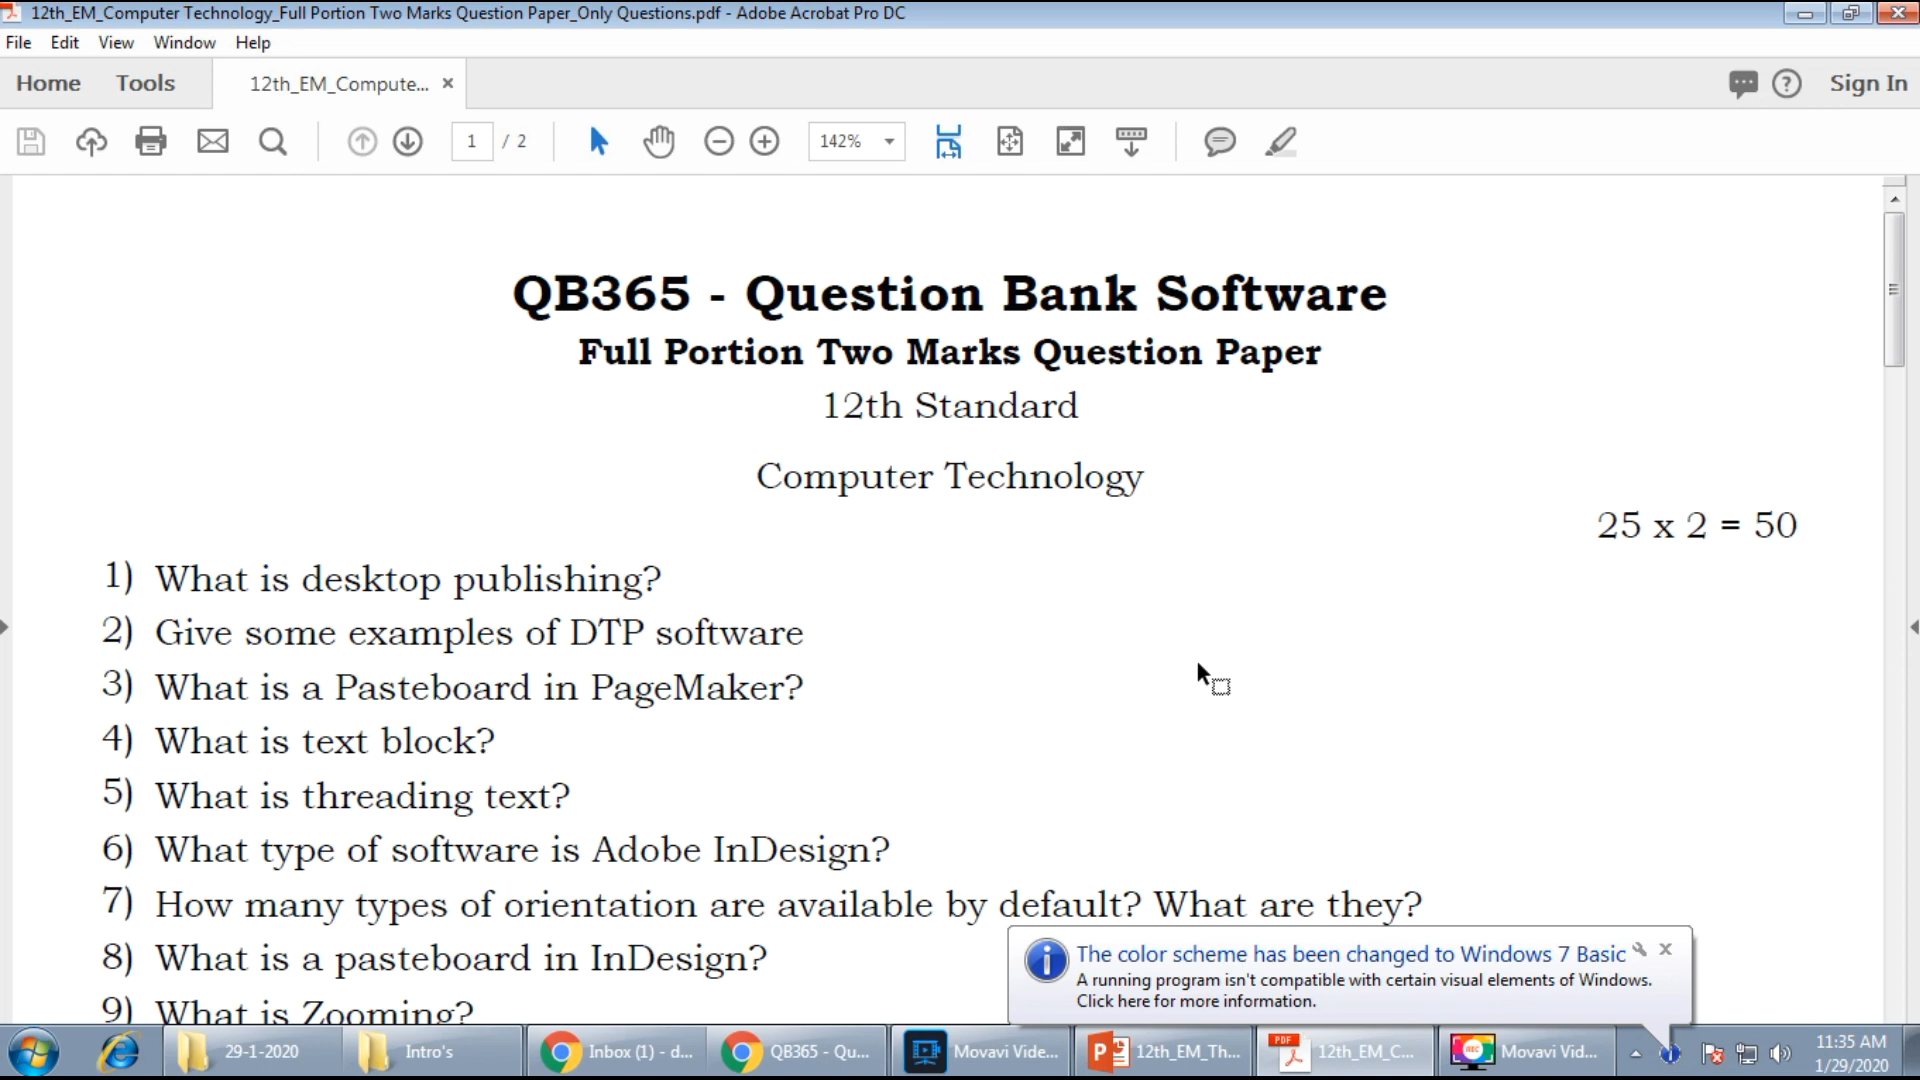 12th_EM_Computer Technology_Full Portion Two Marks Question Paper_Only Questions.pdf - Adobe Acrobat Pro DC
File Edit View Window Help
Home Tools 12th_EM_Compute... × Sign In
1 / 2 142%
QB365 - Question Bank Software
Full Portion Two Marks Question Paper
12th Standard
Computer Technology
25 x 2 = 50
1) What is desktop publishing?
2) Give some examples of DTP software
3) What is a Pasteboard in PageMaker?
4) What is text block?
5) What is threading text?
6) What type of software is Adobe InDesign?
7) How many types of orientation are available by default? What are they?
8) What is a pasteboard in InDesign?
9) What is Zooming?
The color scheme has been changed to Windows 7 Basic
A running program isn't compatible with certain visual elements of Windows.
Click here for more information.
29-1-2020 Intro's Inbox (1) - d... QB365 - Qu... Movavi Vide... 12th_EM_Th... 12th_EM_C... Movavi Vid... 11:35 AM
1/29/2020